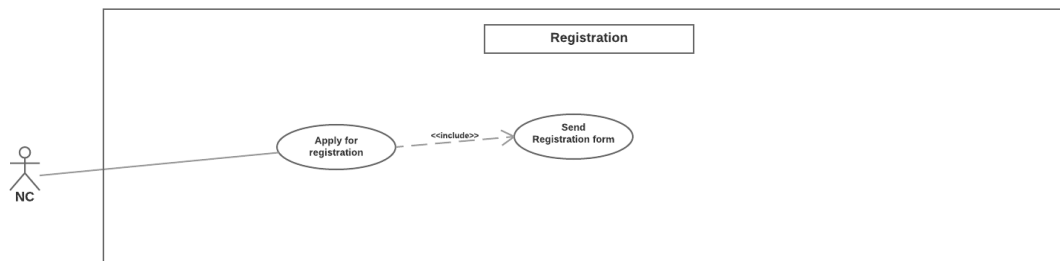 Registration
Apply for
registration
<<include>>
Send
Registration form
NC